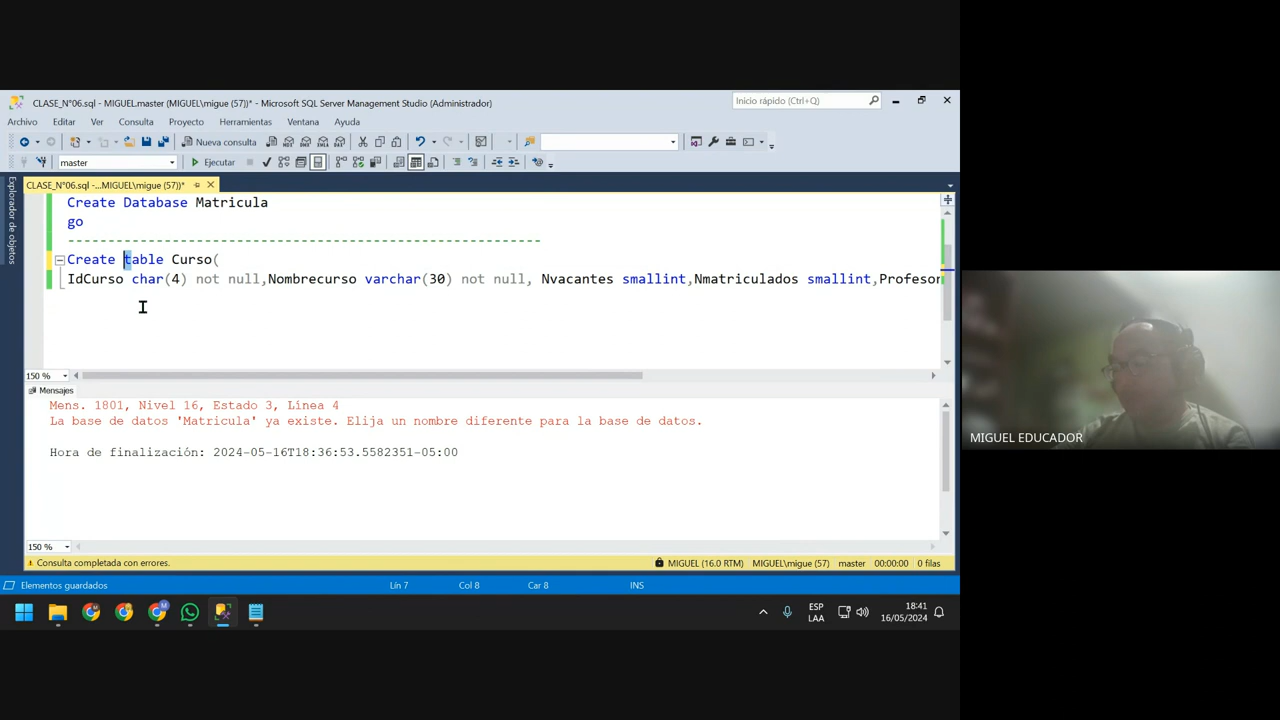 CLASE_N°06.sql - MIGUEL.master (MIGUEL\migue (57))* - Microsoft SQL Server Management Studio (Administrador)
Inicio rápido (Ctrl+Q)
Archivo Editar Ver Consulta Proyecto Herramientas Ventana Ayuda
Nueva consulta
master
Ejecutar
Explorador de objetos
CLASE_N°06.sql -...MIGUEL\migue (57))*
Create Database Matricula
go
------------------------------------------------------------
Create table Curso(
IdCurso char(4) not null,Nombrecurso varchar(30) not null, Nvacantes smallint,Nmatriculados smallint,Profesor
150 %
Mensajes
Mens. 1801, Nivel 16, Estado 3, Línea 4
La base de datos 'Matricula' ya existe. Elija un nombre diferente para la base de datos.
Hora de finalización: 2024-05-16T18:36:53.5582351-05:00
150 %
Consulta completada con errores.
MIGUEL (16.0 RTM) MIGUEL\migue (57) master 00:00:00 0 filas
Elementos guardados
Lín 7 Col 8 Car 8 INS
ESP
LAA
18:41
16/05/2024
MIGUEL EDUCADOR